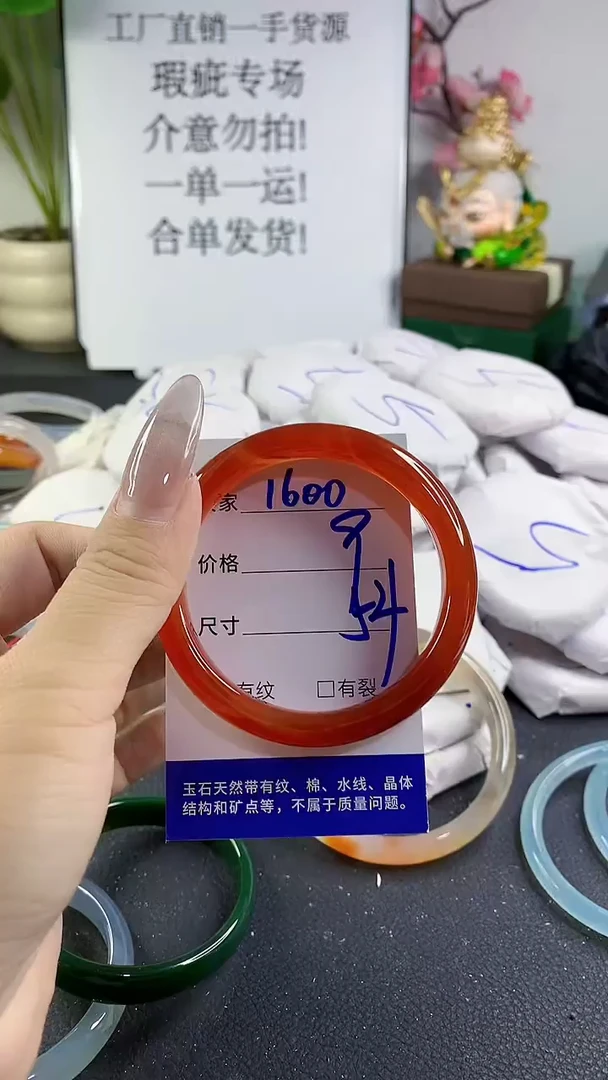 工厂直销一手货源
瑕疵专场
介意勿拍!
一单一运!
合单发货!
家 1600
价格
尺寸 54
有纹 □有裂
玉石天然带有纹、棉、水线、晶体
结构和矿点等，不属于质量问题。